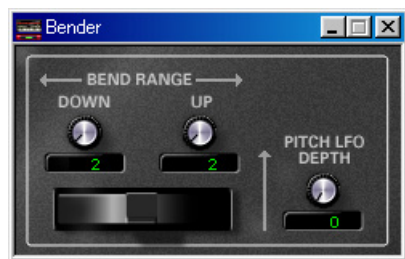 Bender
BEND RANGE
DOWN UP
2 2
PITCH LFO
DEPTH
0